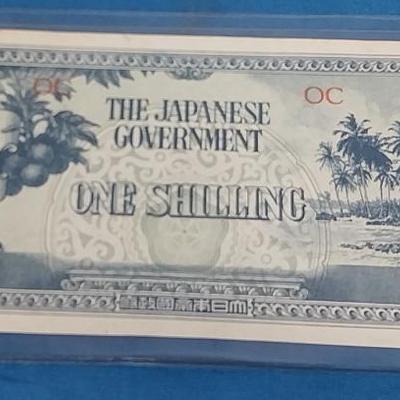 OC OC
THE JAPANESE
GOVERNMENT
ONE SHILLING
府政國帝本日大